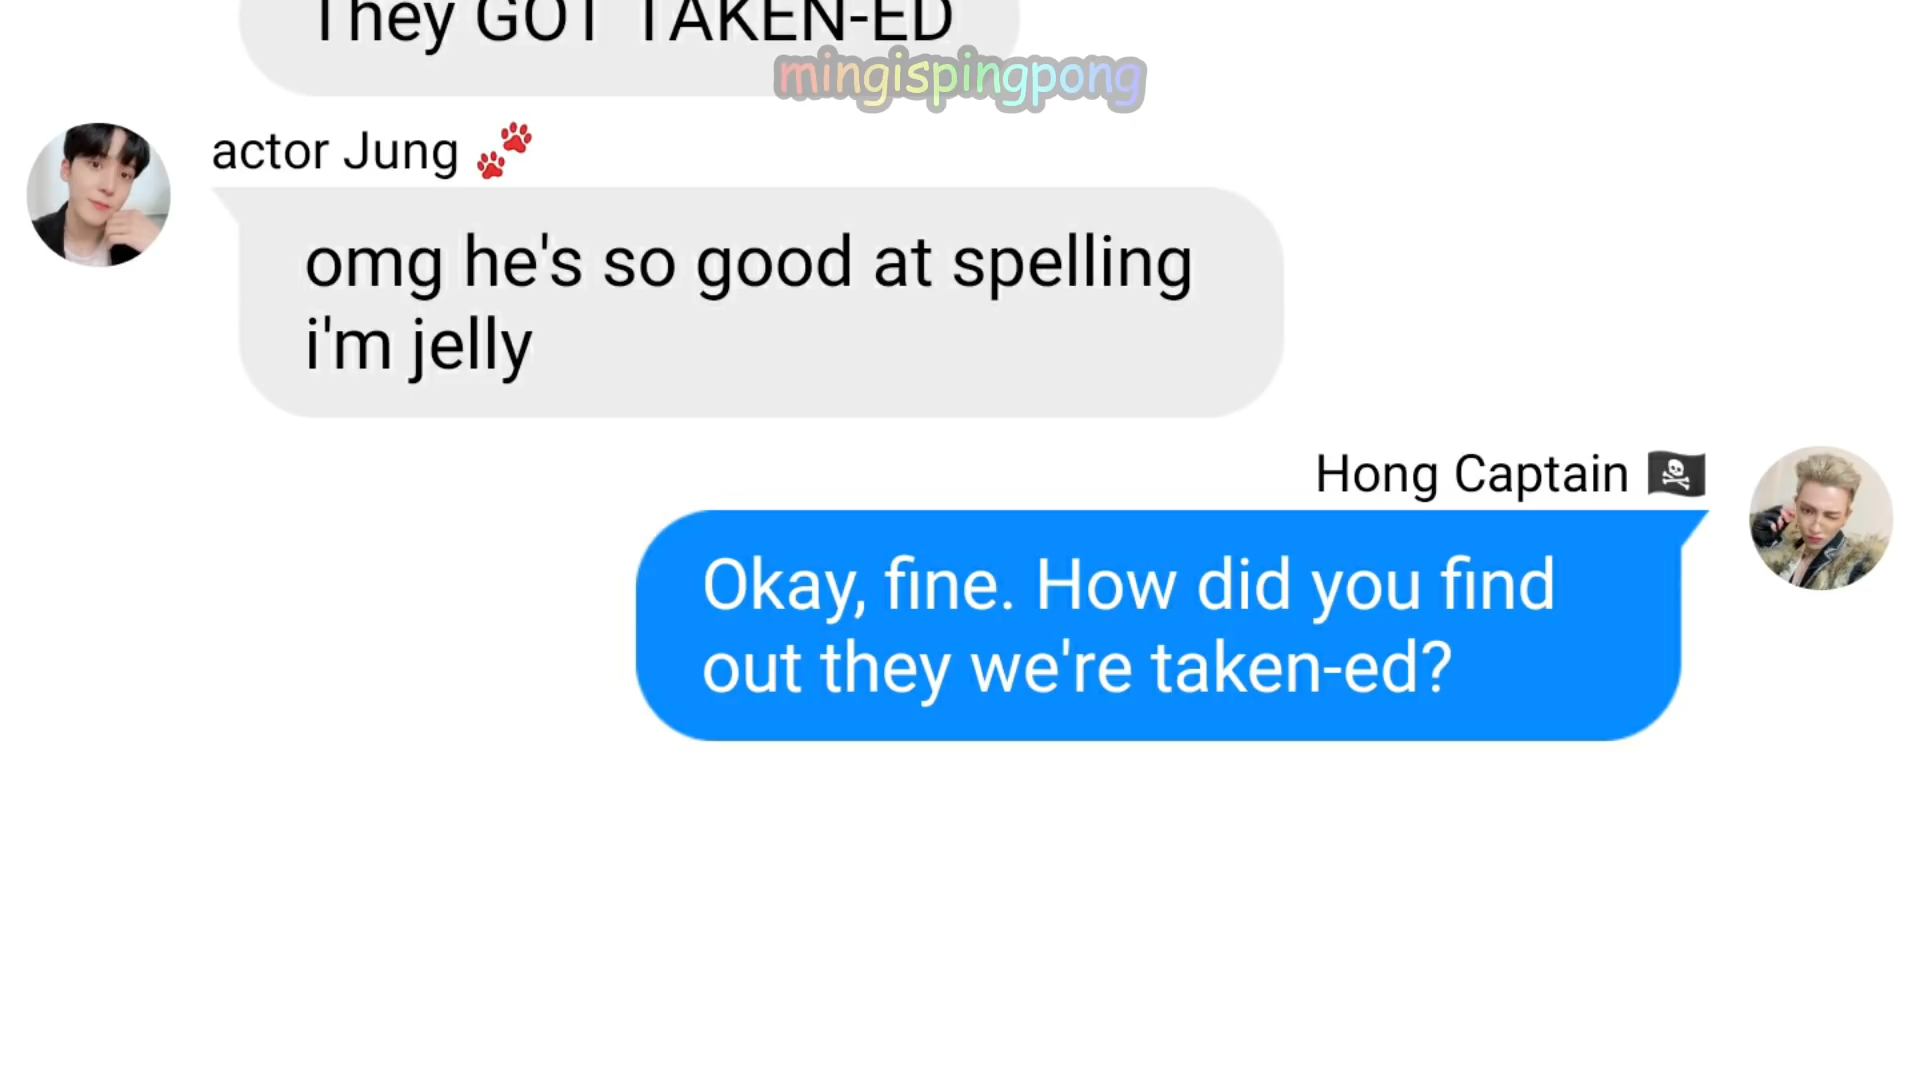 They GOT TAKEN-ED
mingispingpong
actor Jung 🐾
omg he's so good at spelling
i'm jelly
Hong Captain 🏴‍☠️
Okay, fine. How did you find
out they we're taken-ed?